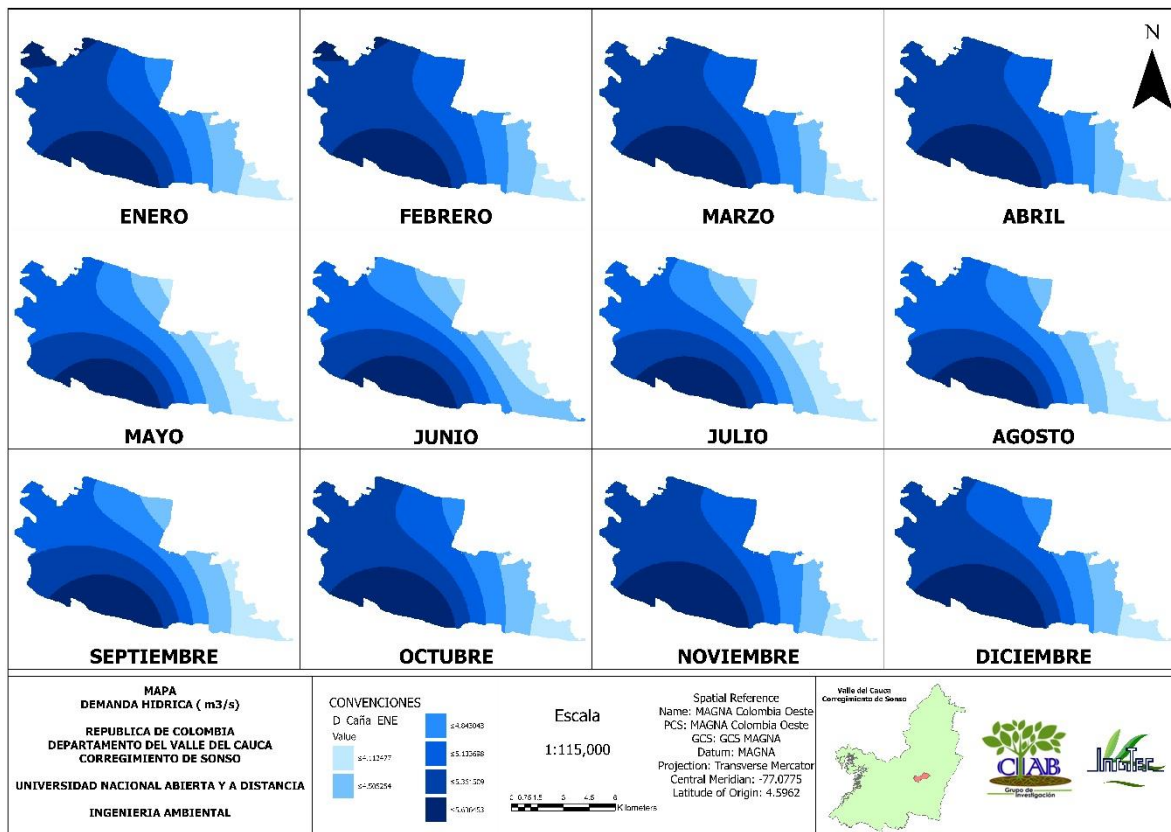 N
ENERO
FEBRERO
MARZO
ABRIL
MAYO
JUNIO
JULIO
AGOSTO
SEPTIEMBRE
OCTUBRE
NOVIEMBRE
DICIEMBRE
MAPA
DEMANDA HIDRICA ( m3/s)
REPUBLICA DE COLOMBIA
DEPARTAMENTO DEL VALLE DEL CAUCA
CORREGIMIENTO DE SONSO
UNIVERSIDAD NACIONAL ABIERTA Y A DISTANCIA
INGENIERIA AMBIENTAL
CONVENCIONES
D Caña ENE
Value
Escala
1:115,000
Kilometers
Spatial Reference
Name: MAGNA Colombia Oeste
PCS: MAGNA Colombia Oeste
GCS: GCS MAGNA
Datum: MAGNA
Projection: Transverse Mercator
Central Meridian: -77.0775
Latitude of Origin: 4.5962
Valle del Cauca
Corregimiento de Sonso
CIAB
Grupo de
investigación